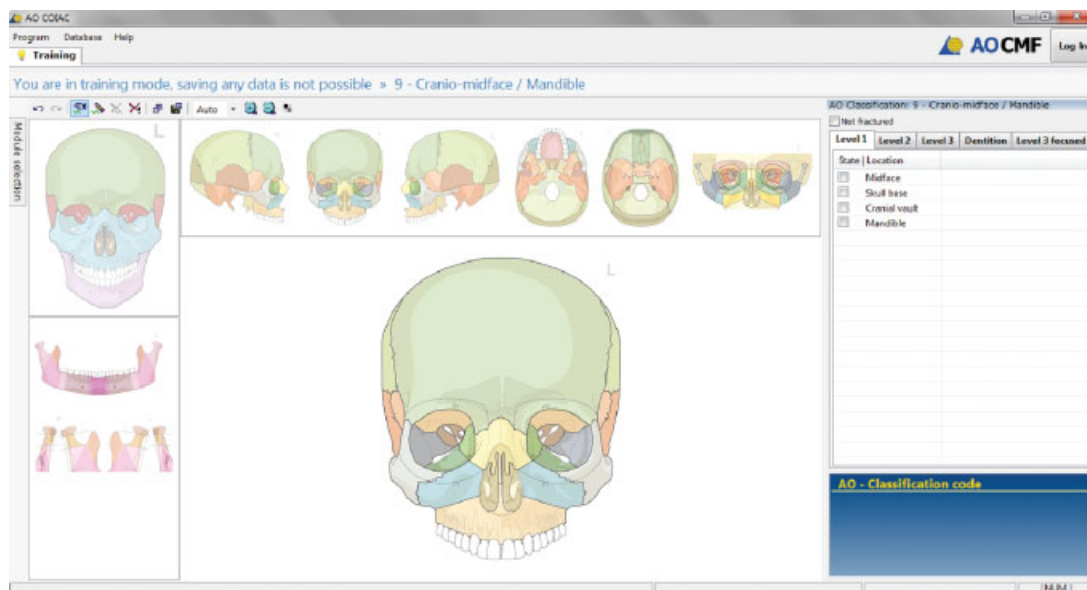 AO COIAC
Program Database Help
Training
AOCMF
Log In
You are in training mode, saving any data is not possible » 9 - Cranio-midface / Mandible
Auto
Module selection
L
L
AO Classification: 9 - Cranio-midface / Mandible
Not fractured
Level 1 Level 2 Level 3 Dentition Level 3 focused
State | Location
Midface
Skull base
Cranial vault
Mandible
AO - Classification code
NUM